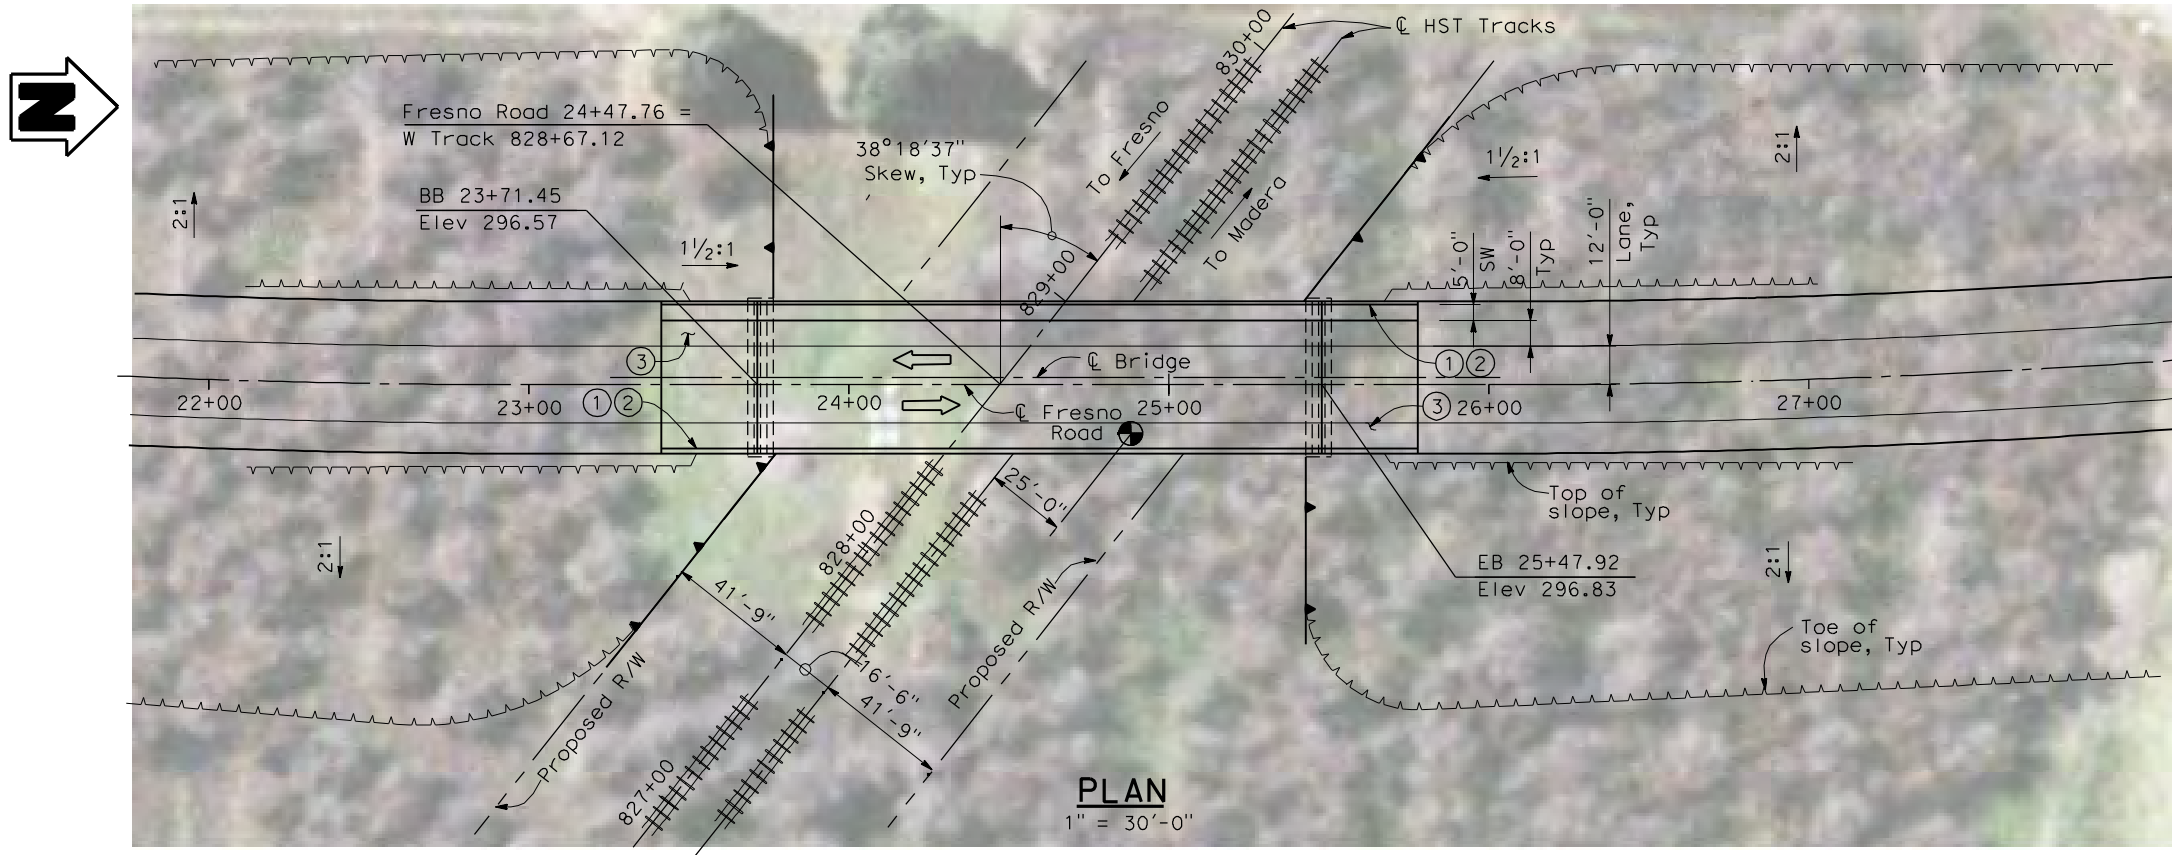 N
℄ HST Tracks
830+00
Fresno Road 24+47.76 =
W Track 828+67.12
38°18'37"
Skew, Typ
To Fresno
To Madera
2:1
BB 23+71.45
Elev 296.57
1½:1
1½:1
2:1
5'-0"
SW
8'-0"
Typ
12'-0"
Lane,
Typ
829+00
3
℄ Bridge
1 2
22+00
23+00
1 2
24+00
℄ Fresno
Road
25+00
3
26+00
27+00
25'-0"
Top of
slope, Typ
828+00
2:1
EB 25+47.92
Elev 296.83
2:1
41'-9"
16'-6"
41'-9"
Proposed R/W
Proposed R/W
Toe of
slope, Typ
827+00
PLAN
1" = 30'-0"